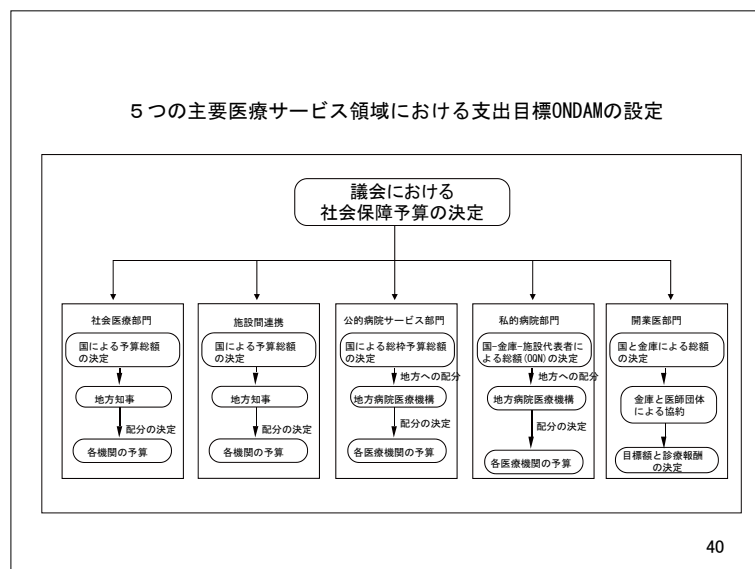 5つの主要医療サービス領域における支出目標ONDAMの設定
議会における
社会保障予算の決定
社会医療部門
国による予算総額
の決定
地方知事
配分の決定
各機関の予算
施設間連携
国による予算総額
の決定
地方知事
配分の決定
各機関の予算
公的病院サービス部門
国による総枠予算総額
の決定
地方への配分
地方病院医療機構
配分の決定
各医療機関の予算
私的病院部門
国-金庫-施設代表者
による総額(OQN)の決定
地方への配分
地方病院医療機構
配分の決定
各医療機関の予算
開業医部門
国と金庫による総額
の決定
金庫と医師団体
による協約
目標額と診療報酬
の決定
40